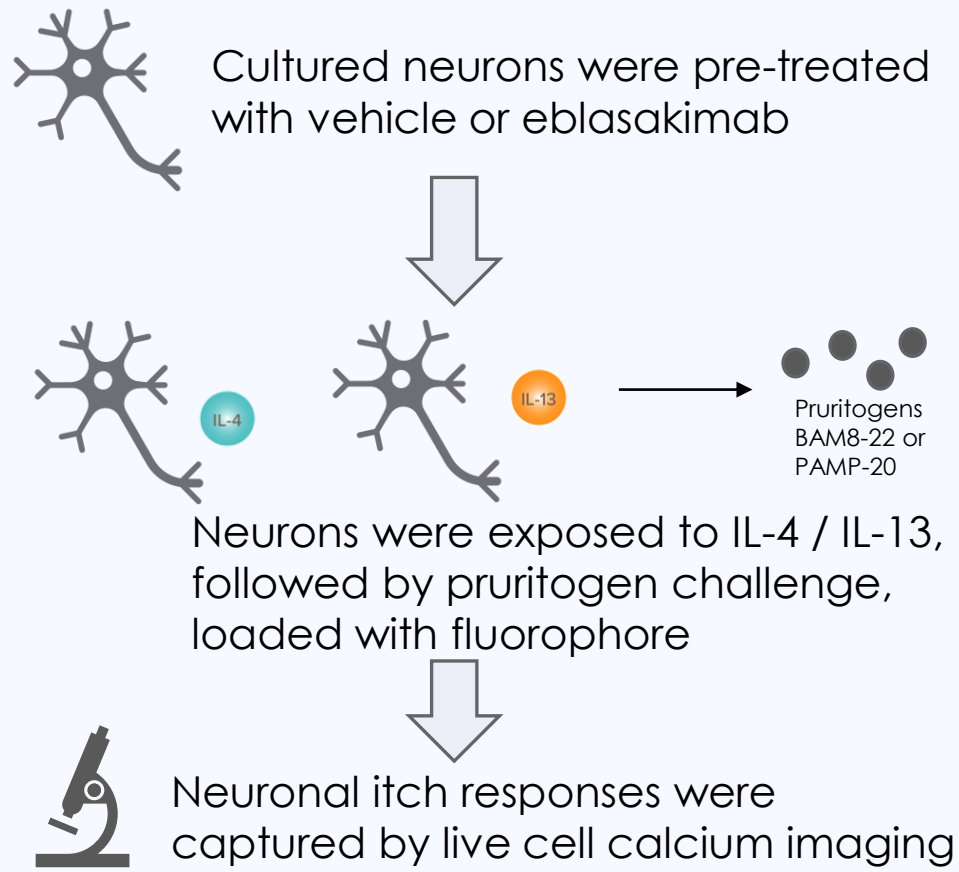 Cultured neurons were pre-treated
with vehicle or eblasakimab
IL-4
IL-13
Pruritogens
BAM8-22 or
PAMP-20
Neurons were exposed to IL-4 / IL-13,
followed by pruritogen challenge,
loaded with fluorophore
Neuronal itch responses were
captured by live cell calcium imaging